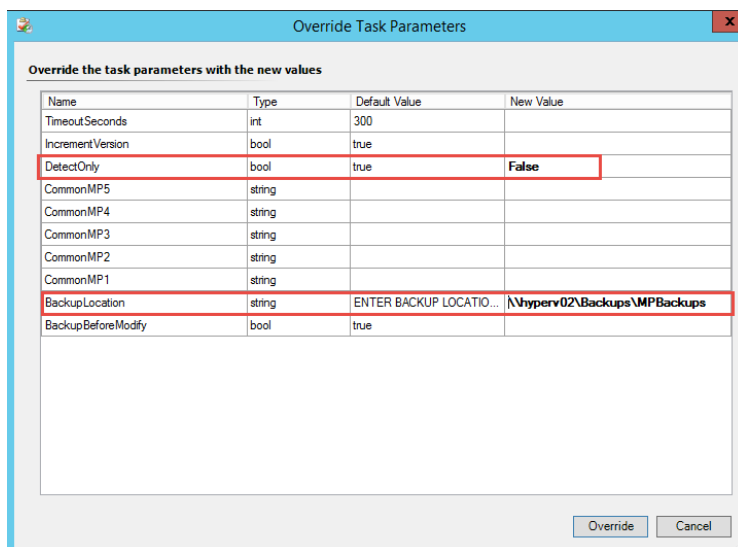 Override Task Parameters
x
Override the task parameters with the new values
Name Type Default Value New Value
TimeoutSeconds int 300
IncrementVersion bool true
DetectOnly bool true False
CommonMP5 string
CommonMP4 string
CommonMP3 string
CommonMP2 string
CommonMP1 string
BackupLocation string ENTER BACKUP LOCATIO... \\hyperv02\Backups\MPBackups
BackupBeforeModify bool true
Override Cancel